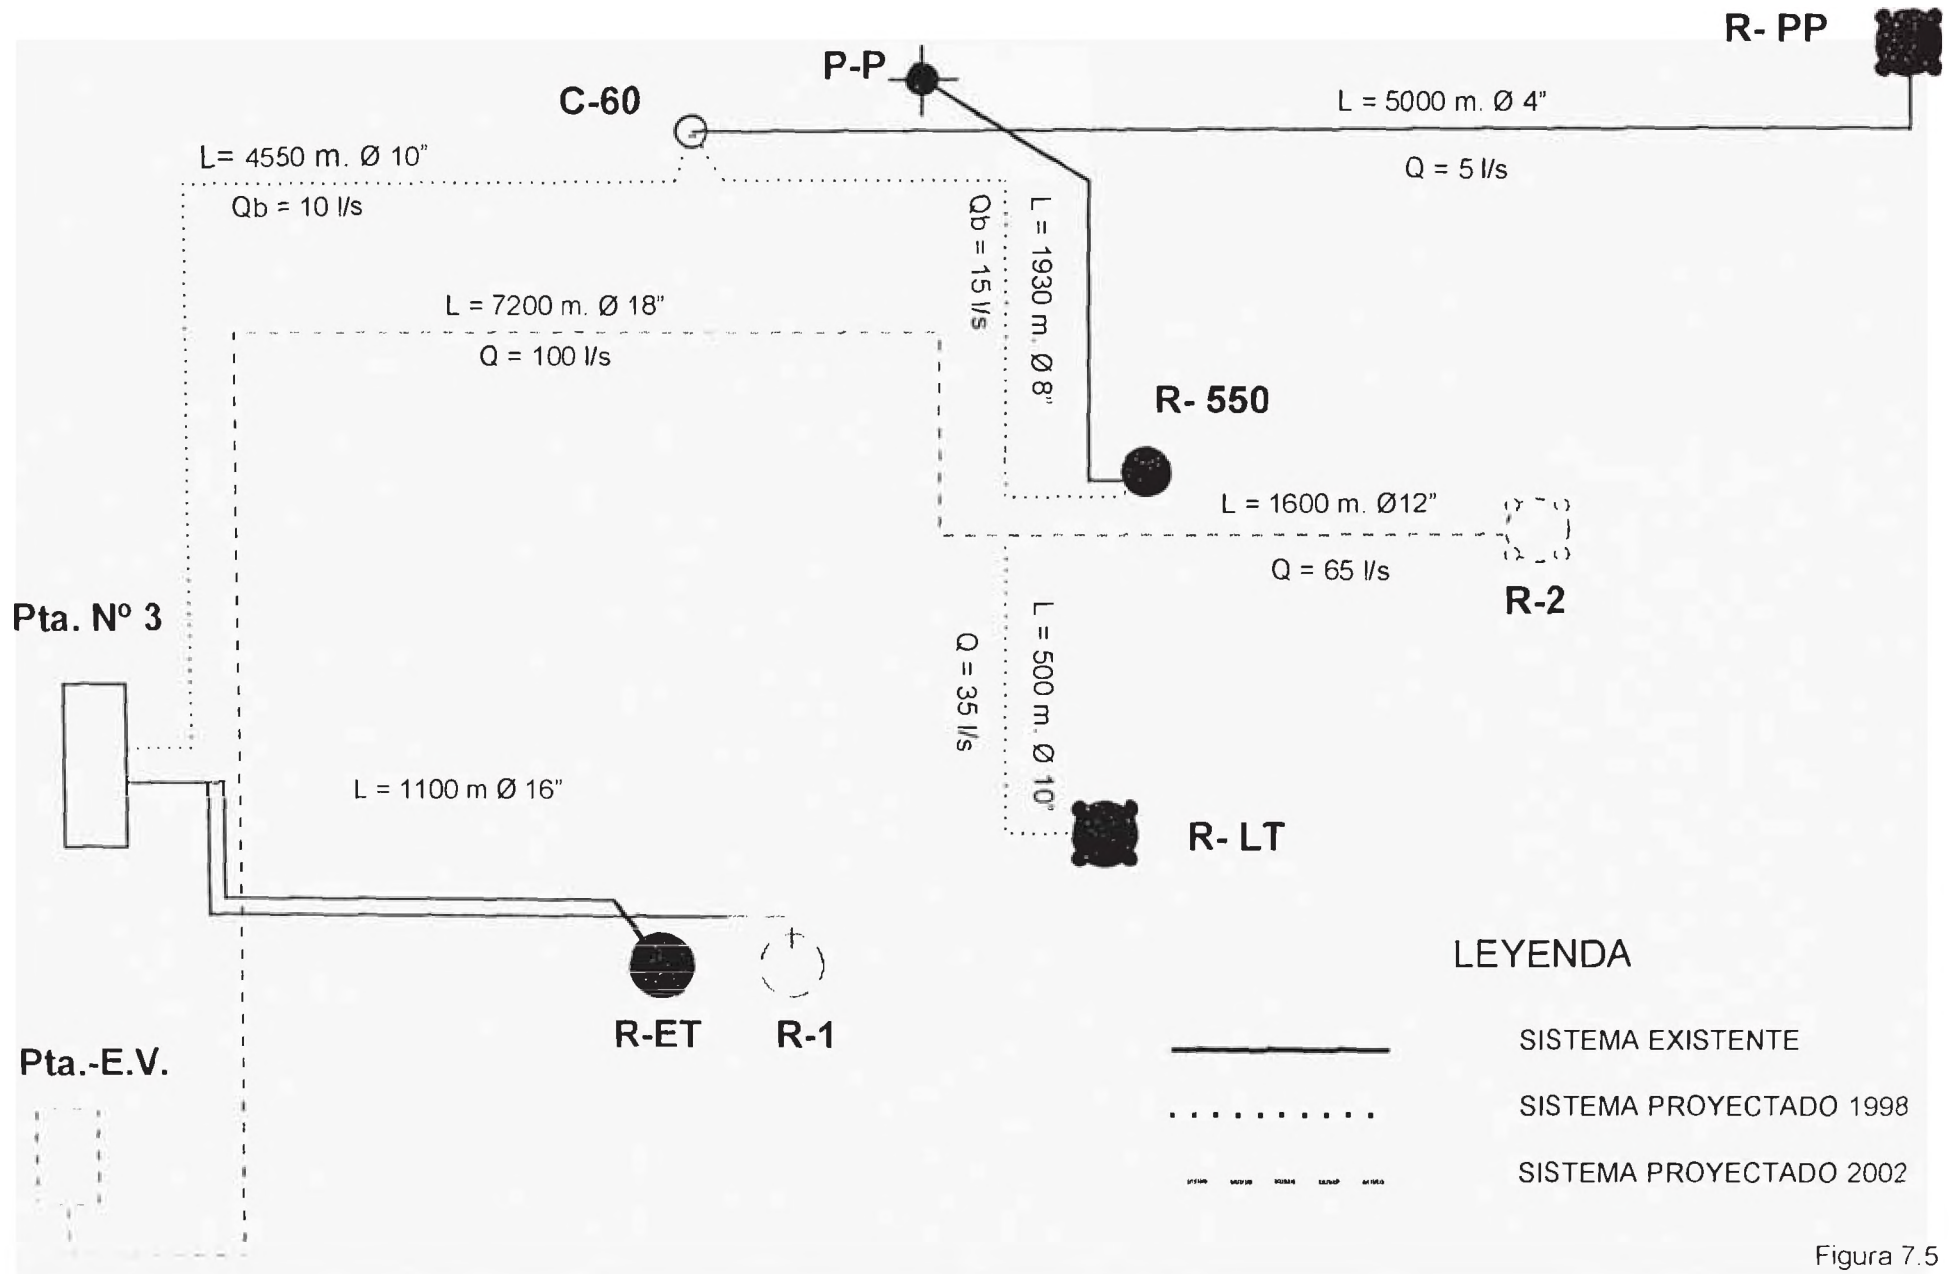 R- PP
P-P
C-60
L = 5000 m. Ø 4”
L= 4550 m. Ø 10”
Q = 5 l/s
Qb = 10 l/s
Qb = 15 l/s
L = 1930 m. Ø 8”
L = 7200 m. Ø 18”
Q = 100 l/s
R- 550
L = 1600 m. Ø12”
Q = 65 l/s
R-2
Pta. Nº 3
Q = 35 l/s
L = 500 m. Ø 10”
L = 1100 m Ø 16”
R- LT
LEYENDA
R-ET
R-1
SISTEMA EXISTENTE
Pta.-E.V.
SISTEMA PROYECTADO 1998
SISTEMA PROYECTADO 2002
Figura 7.5